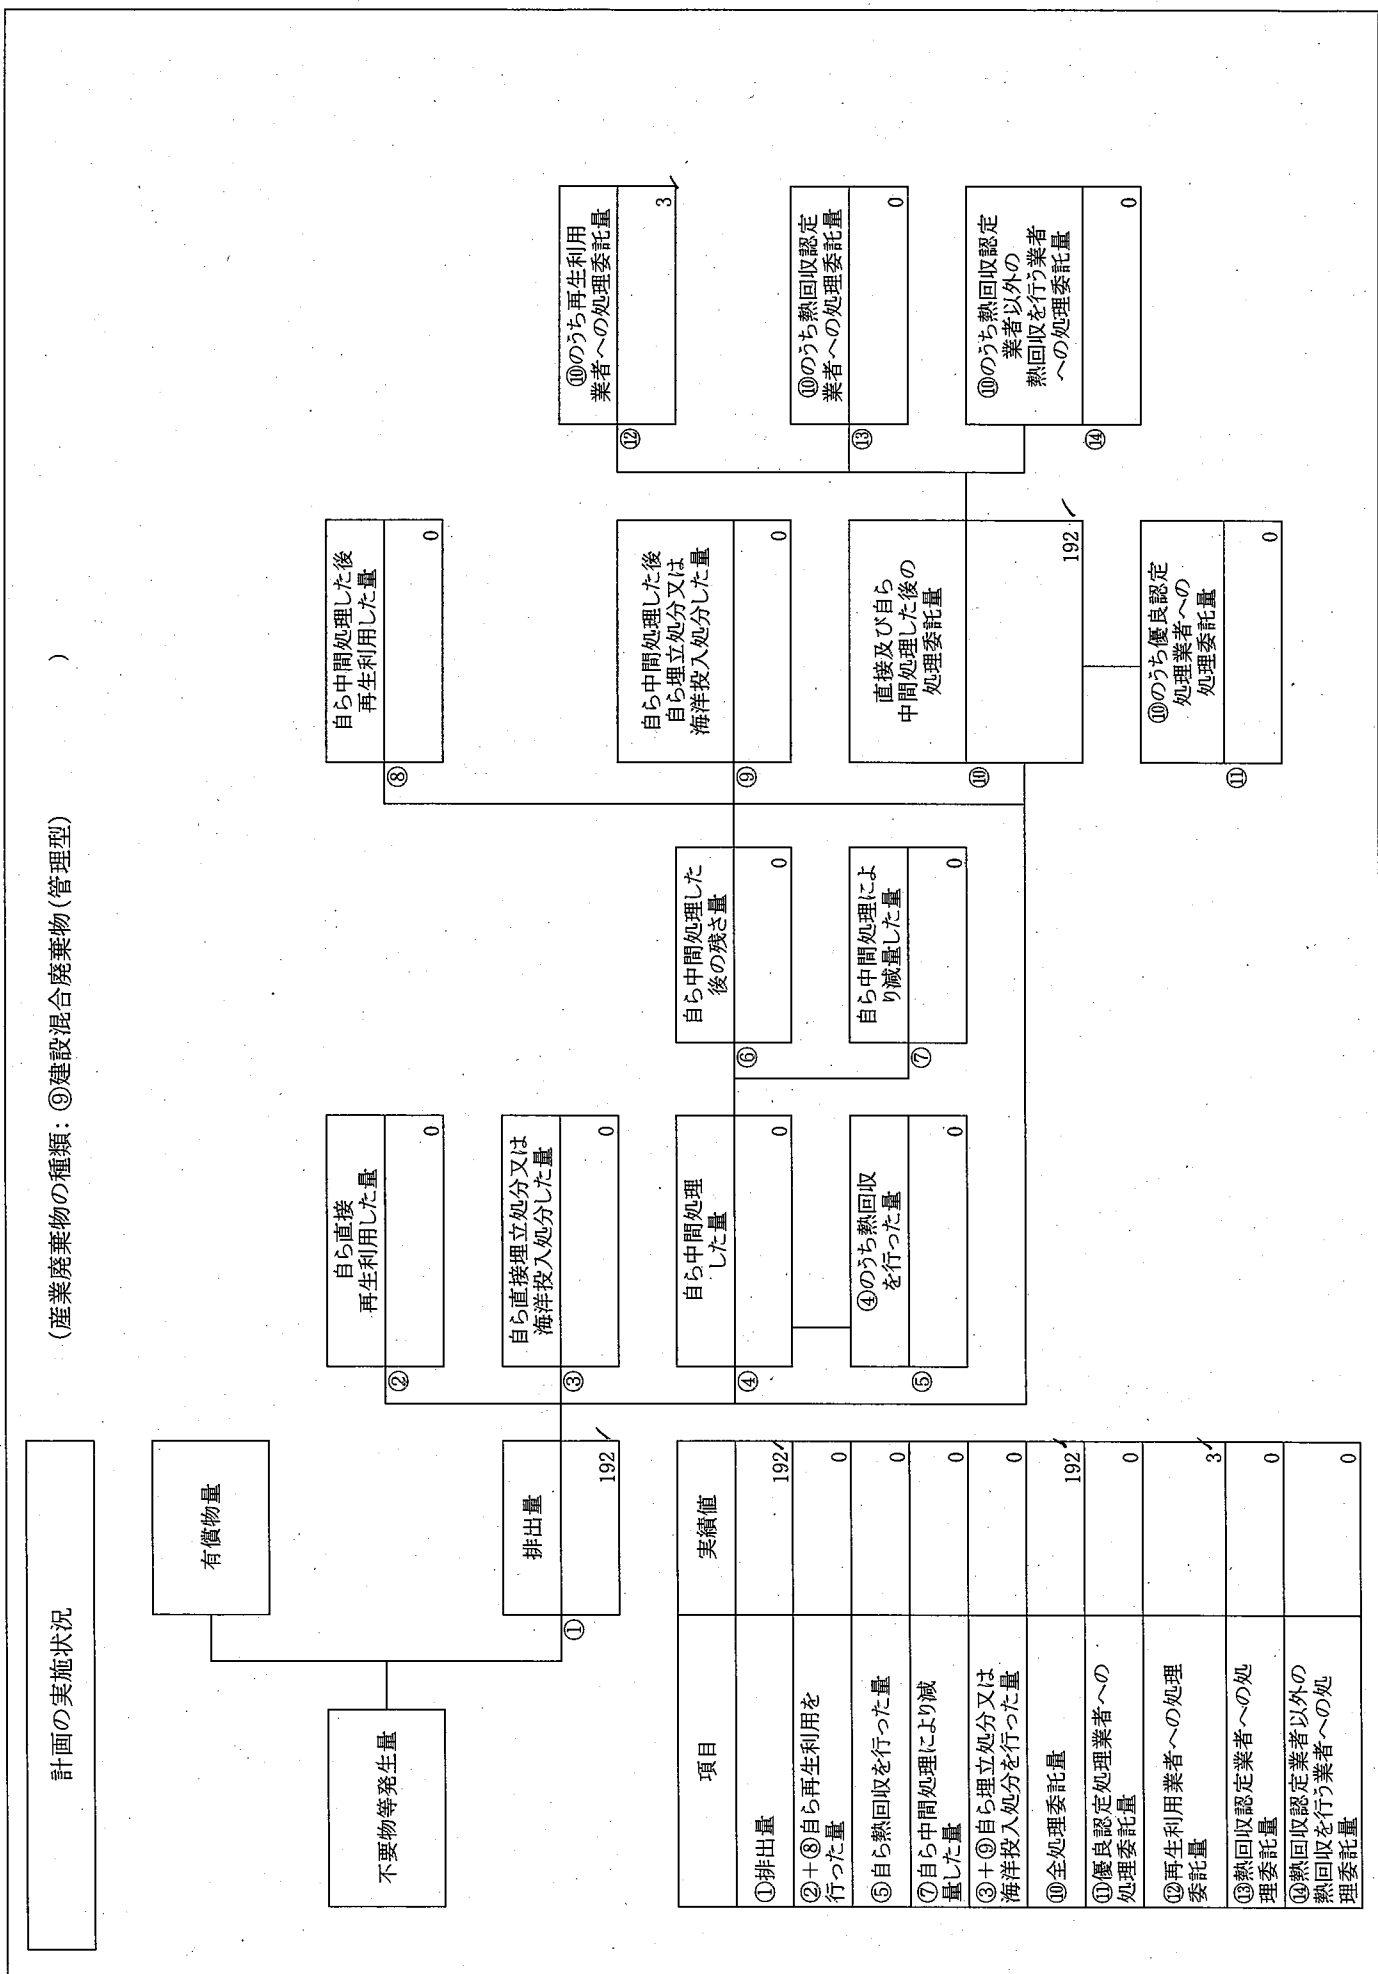 計画の実施状況
(産業廃棄物の種類：⑨建設混合廃棄物(管理型)
)
不要物等発生量
有償物量
排出量
①
192
②
自ら直接
再生利用した量
0
③
自ら直接埋立処分又は
海洋投入処分した量
0
④
自ら中間処理
した量
0
⑤
④のうち熱回収
を行った量
0
⑥
自ら中間処理した
後の残さ量
0
⑦
自ら中間処理によ
り減量した量
0
⑧
自ら中間処理した後
再生利用した量
0
⑨
自ら中間処理した後
自ら埋立処分又は
海洋投入処分した量
0
⑩
直接及び自ら
中間処理した後の
処理委託量
192
⑪
⑩のうち優良認定
処理業者への
処理委託量
0
⑫
⑩のうち再生利用
業者への処理委託量
3
⑬
⑩のうち熱回収認定
業者への処理委託量
0
⑭
⑩のうち熱回収認定
業者以外の
熱回収を行う業者
への処理委託量
0
項目 実績値
①排出量 192
②＋⑧自ら再生利用を
行った量 0
⑤自ら熱回収を行った量 0
⑦自ら中間処理により減
量した量 0
③＋⑨自ら埋立処分又は
海洋投入処分を行った量 0
⑩全処理委託量 192
⑪優良認定処理業者への
処理委託量 0
⑫再生利用業者への処理
委託量 3
⑬熱回収認定業者への処
理委託量 0
⑭熱回収認定業者以外の
熱回収を行う業者への処
理委託量 0